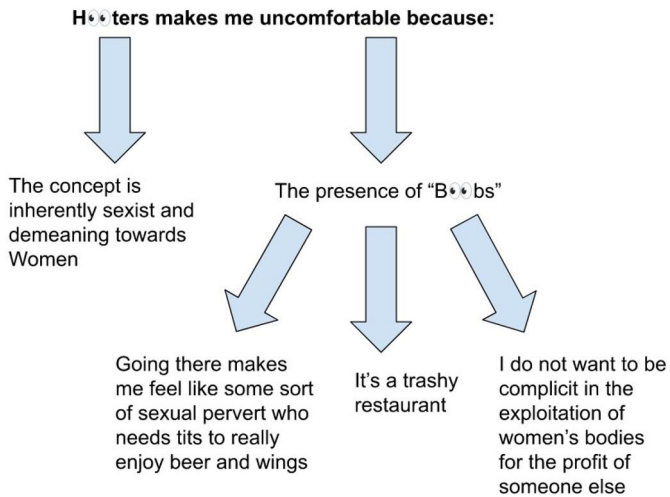 H👀ters makes me uncomfortable because:
The concept is
inherently sexist and
demeaning towards
Women
The presence of “B👀bs”
Going there makes
me feel like some sort
of sexual pervert who
needs tits to really
enjoy beer and wings
It’s a trashy
restaurant
I do not want to be
complicit in the
exploitation of
women’s bodies
for the profit of
someone else